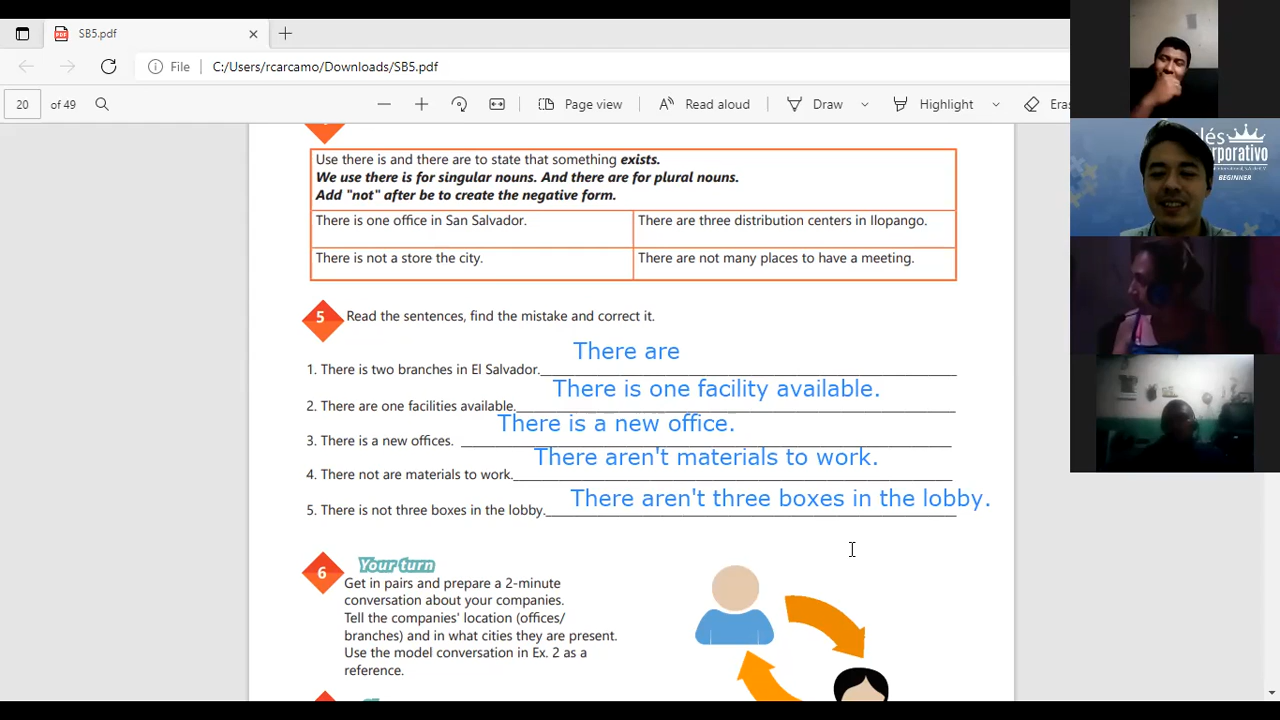 SB5.pdf
File
C:/Users/rcarcamo/Downloads/SB5.pdf
20 of 49
Page view
Read aloud
Draw
Highlight
Eras
Use there is and there are to state that something exists.
We use there is for singular nouns. And there are for plural nouns.
Add "not" after be to create the negative form.
There is one office in San Salvador.
There are three distribution centers in Ilopango.
There is not a store the city.
There are not many places to have a meeting.
5 Read the sentences, find the mistake and correct it.
There are
1. There is two branches in El Salvador.
There is one facility available.
2. There are one facilities available.
There is a new office.
3. There is a new offices.
There aren't materials to work.
4. There not are materials to work.
There aren't three boxes in the lobby.
5. There is not three boxes in the lobby.
6 Your turn
Get in pairs and prepare a 2-minute
conversation about your companies.
Tell the companies' location (offices/
branches) and in what cities they are present.
Use the model conversation in Ex. 2 as a
reference.
lés
orporativo
BEGINNER